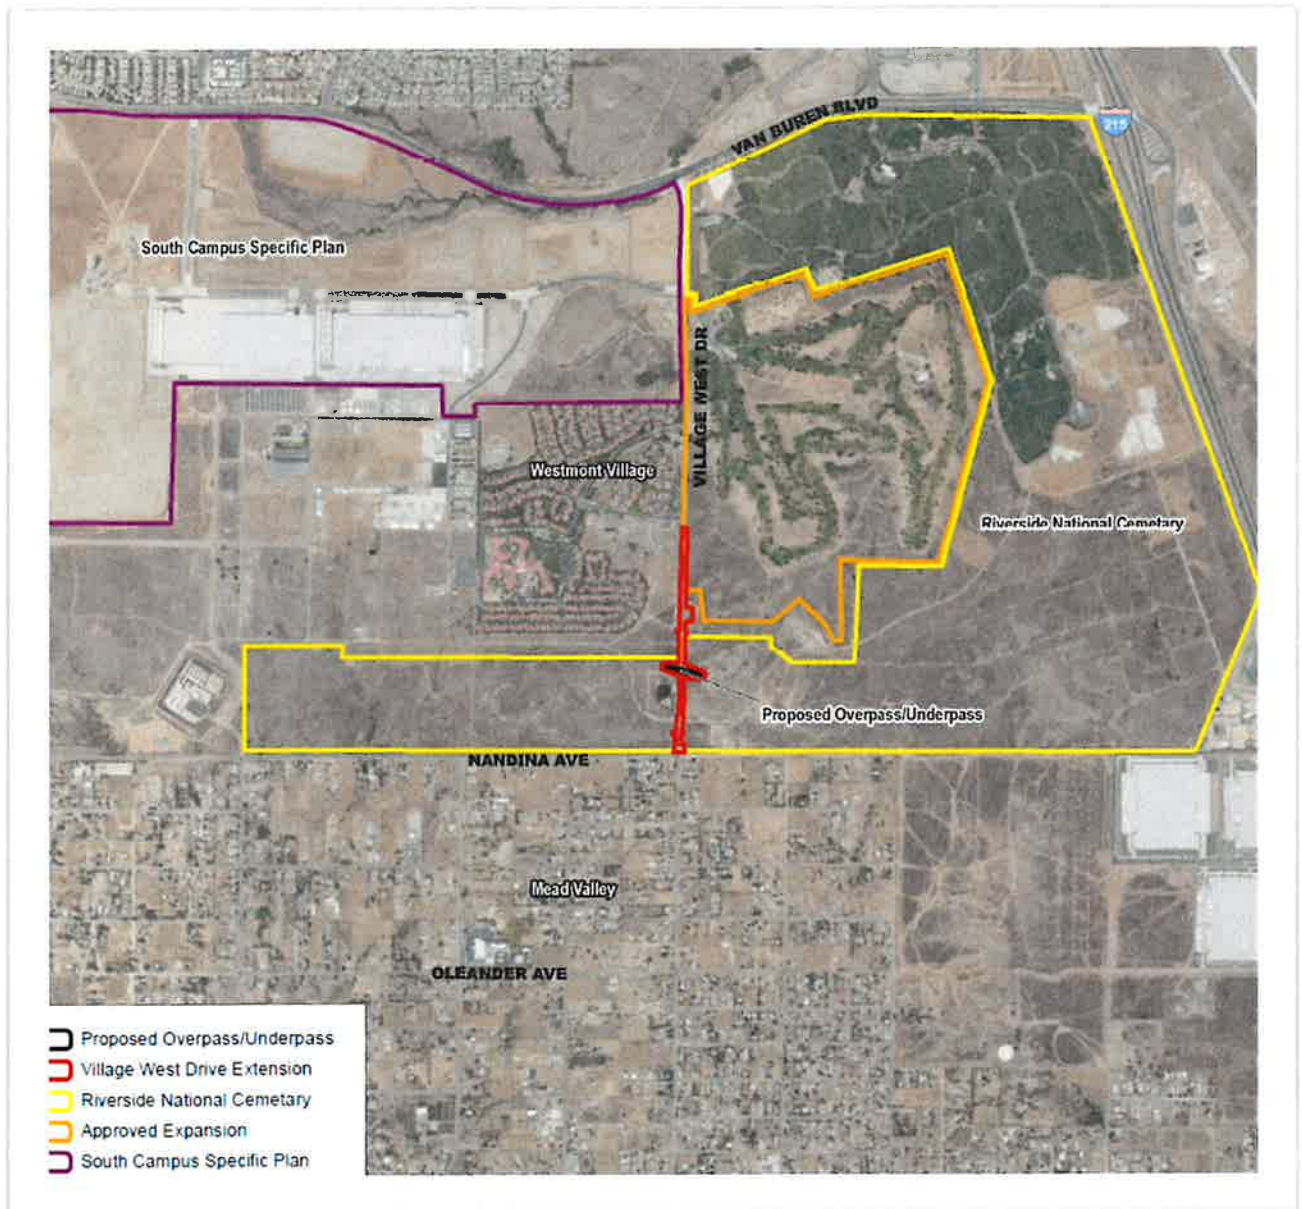 VAN BUREN BLVD
215
South Campus Specific Plan
VILLAGE WEST DR
Westmont Village
Riverside National Cemetary
Proposed Overpass/Underpass
NANDINA AVE
Mead Valley
OLEANDER AVE
Proposed Overpass/Underpass
Village West Drive Extension
Riverside National Cemetary
Approved Expansion
South Campus Specific Plan